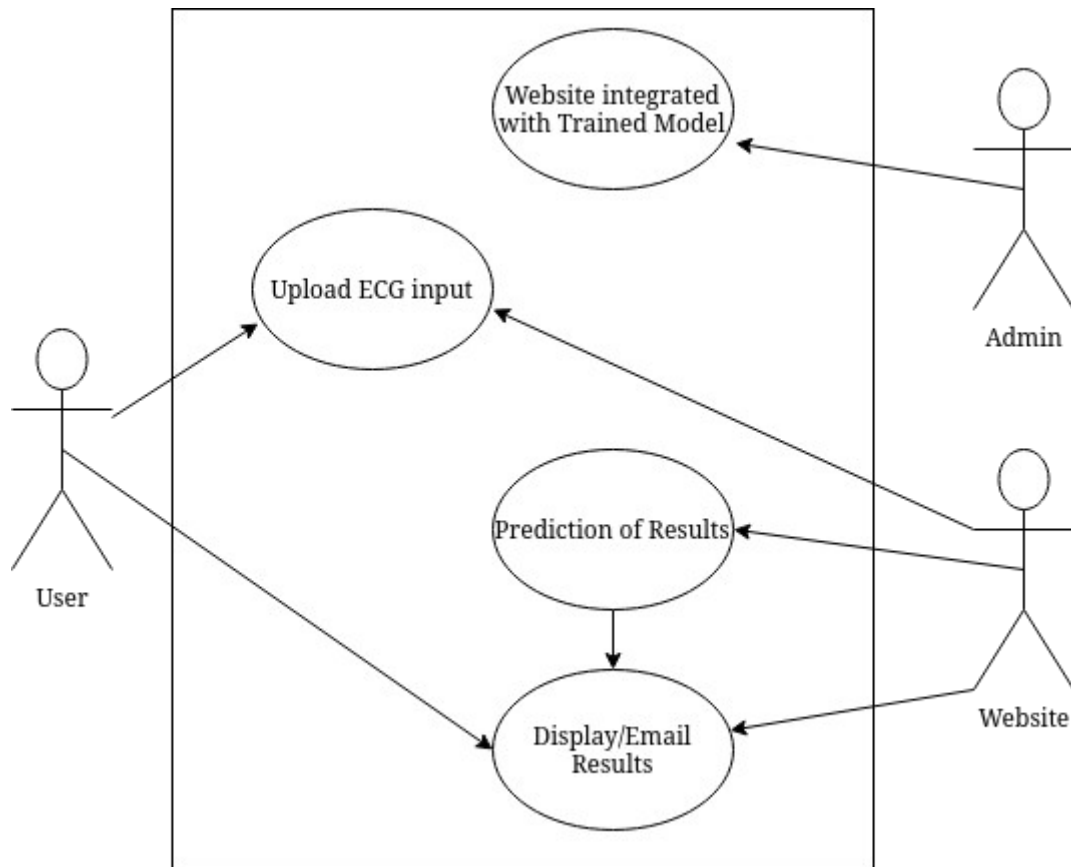 Website integrated
with Trained Model
Upload ECG input
Admin
Prediction of Results
User
Display/Email
Results
Website